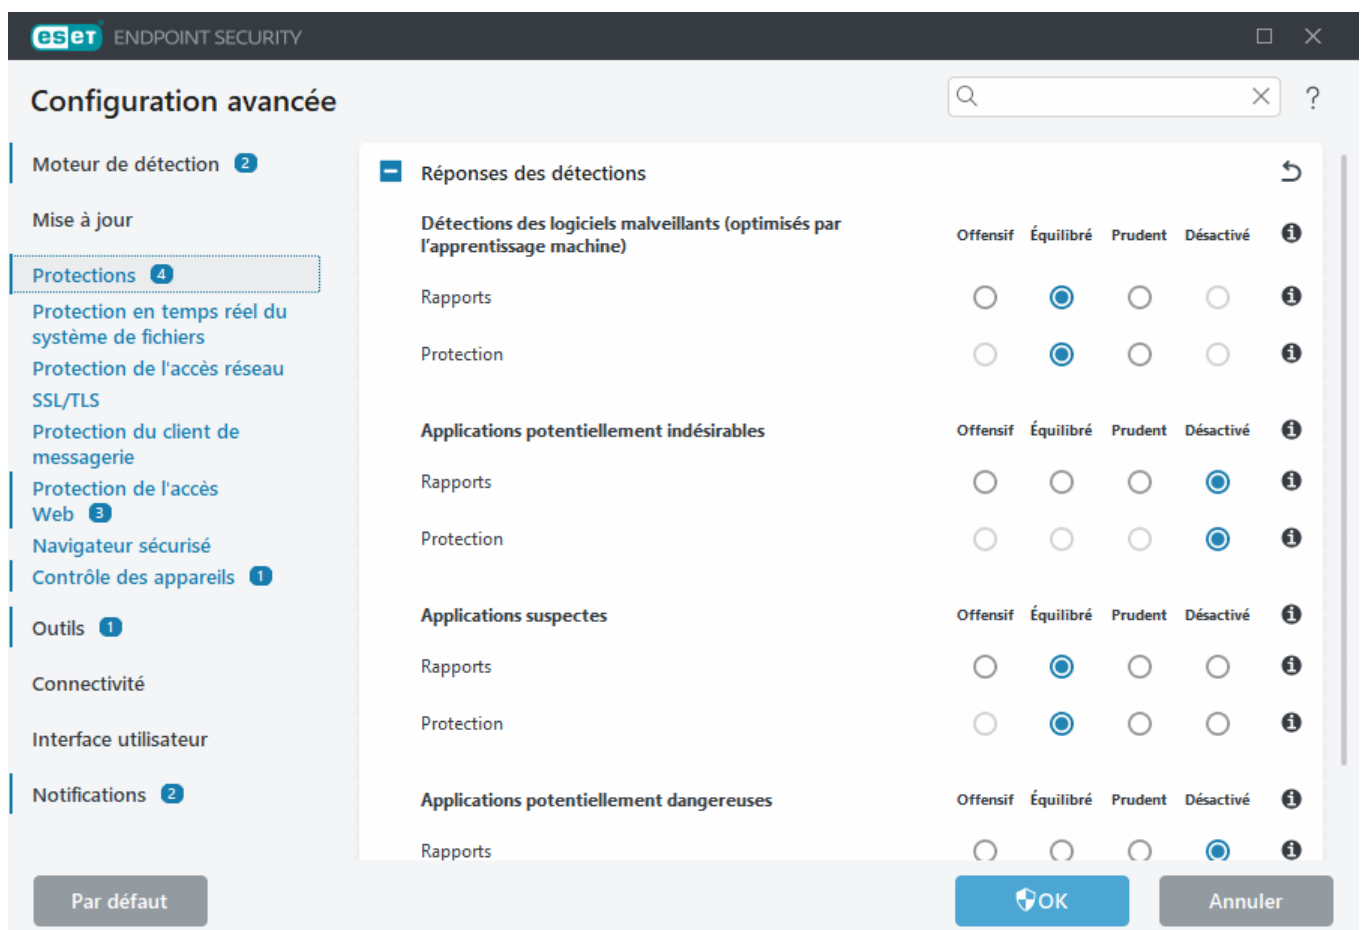 eset ENDPOINT SECURITY
Configuration avancée
?
Moteur de détection 2
Mise à jour
Protections 4
Protection en temps réel du
système de fichiers
Protection de l'accès réseau
SSL/TLS
Protection du client de
messagerie
Protection de l'accès
Web 3
Navigateur sécurisé
Contrôle des appareils 1
Outils 1
Connectivité
Interface utilisateur
Notifications 2
Réponses des détections
Détections des logiciels malveillants (optimisés par
l'apprentissage machine)
Offensif Équilibré Prudent Désactivé
Rapports
Protection
Applications potentiellement indésirables Offensif Équilibré Prudent Désactivé
Rapports
Protection
Applications suspectes Offensif Équilibré Prudent Désactivé
Rapports
Protection
Applications potentiellement dangereuses Offensif Équilibré Prudent Désactivé
Rapports
Par défaut
OK
Annuler